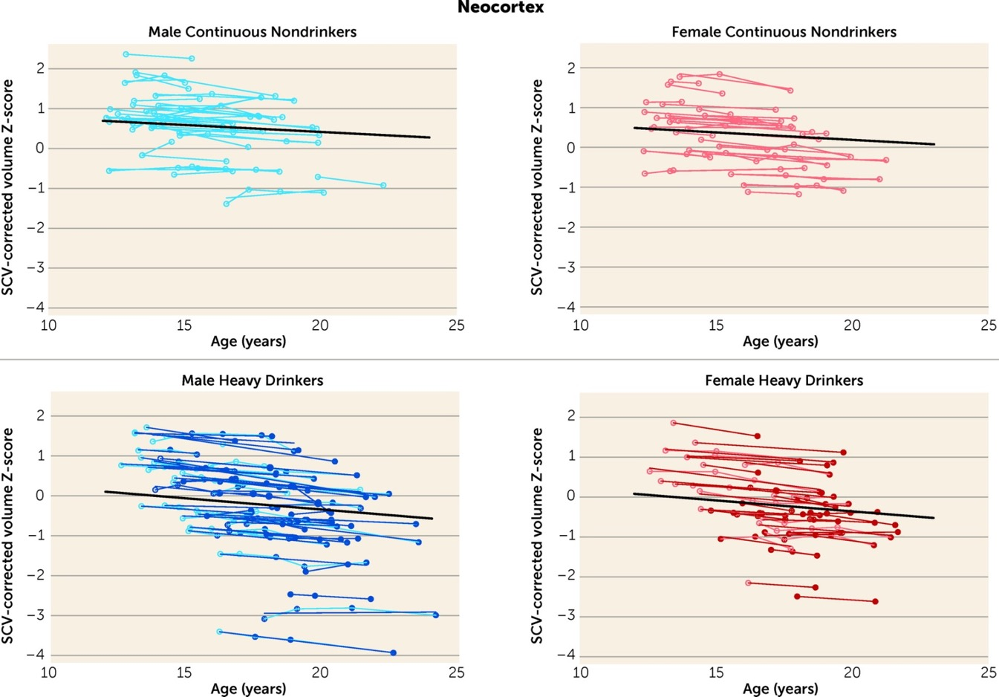 Neocortex
Male Continuous Nondrinkers
SCV-corrected volume Z-score
2
1
0
−1
−2
−3
−4
10 15 20 25
Age (years)
Female Continuous Nondrinkers
SCV-corrected volume Z-score
2
1
0
−1
−2
−3
−4
10 15 20 25
Age (years)
Male Heavy Drinkers
SCV-corrected volume Z-score
2
1
0
−1
−2
−3
−4
10 15 20 25
Age (years)
Female Heavy Drinkers
SCV-corrected volume Z-score
2
1
0
−1
−2
−3
−4
10 15 20 25
Age (years)